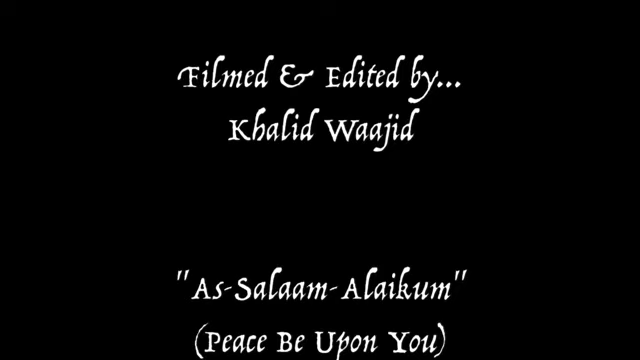 Filmed & Edited by...
Khalid Waajid
"As-Salaam-Alaikum"
(Peace Be Upon You)